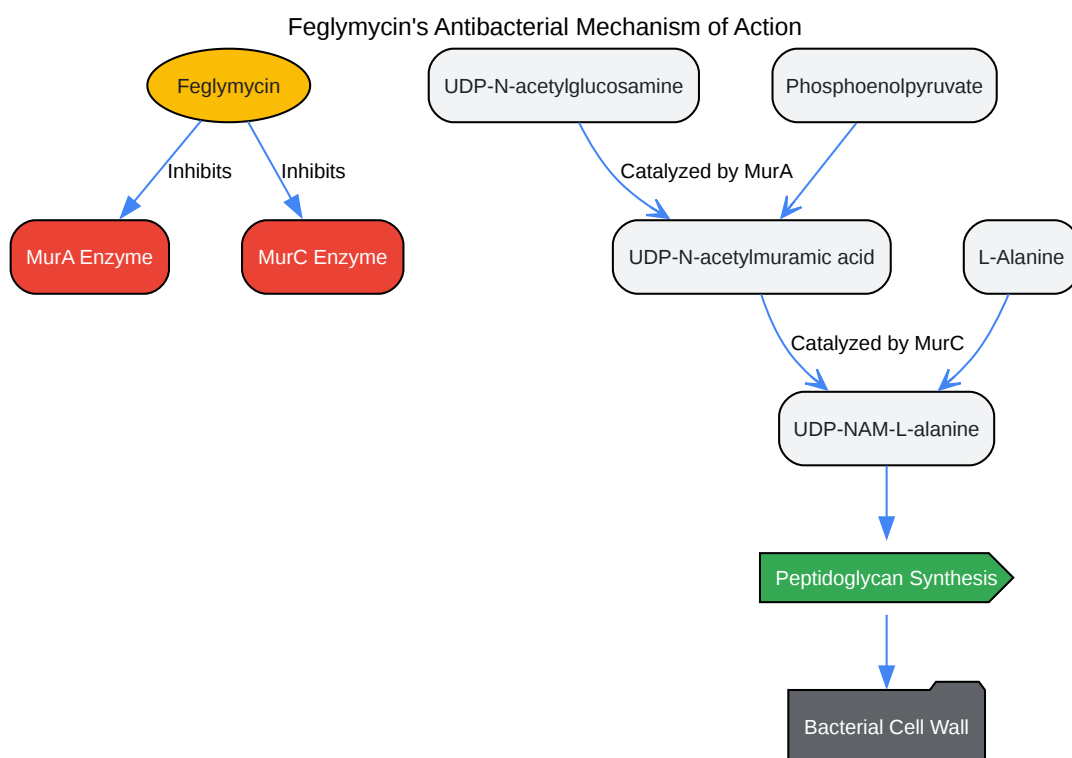 Feglymycin's Antibacterial Mechanism of Action
Feglymycin
UDP-N-acetylglucosamine
Phosphoenolpyruvate
Inhibits
Inhibits
Catalyzed by MurA
MurA Enzyme
MurC Enzyme
UDP-N-acetylmuramic acid
L-Alanine
Catalyzed by MurC
UDP-NAM-L-alanine
Peptidoglycan Synthesis
Bacterial Cell Wall